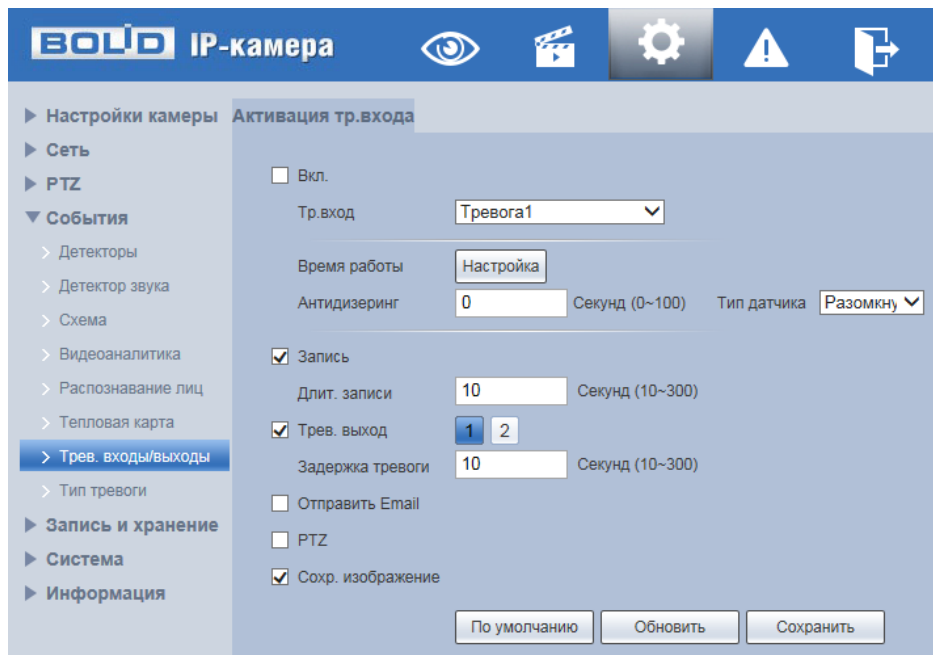 BOLID IP-камера
Настройки камеры
Сеть
PTZ
События
Детекторы
Детектор звука
Схема
Видеоаналитика
Распознавание лиц
Тепловая карта
Трев. входы/выходы
Тип тревоги
Запись и хранение
Система
Информация
Активация тр.входа
Вкл.
Тр.вход Тревога1
Время работы Настройка
Антидизеринг 0 Секунд (0~100) Тип датчика Разомкну
Запись
Длит. записи 10 Секунд (10~300)
Трев. выход 1 2
Задержка тревоги 10 Секунд (10~300)
Отправить Email
PTZ
Сохр. изображение
По умолчанию Обновить Сохранить